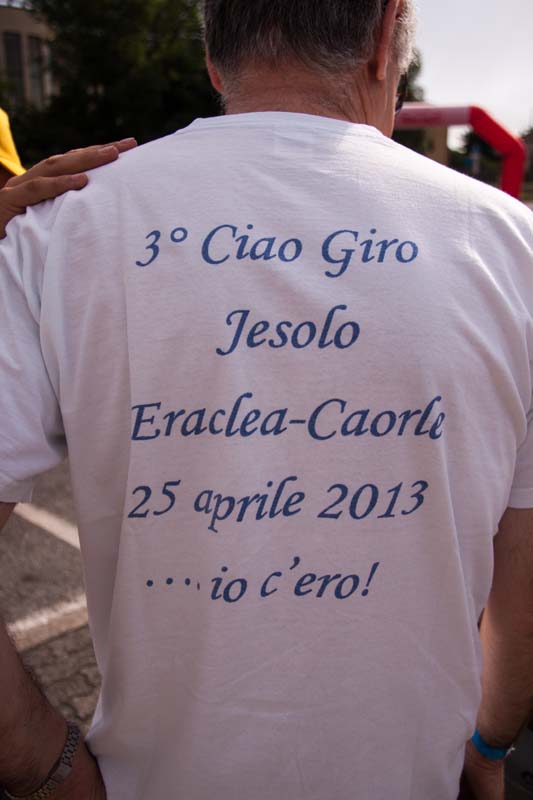 3° Ciao Giro
Jesolo
Eraclea-Caorle
25 aprile 2013
.... io c'ero!